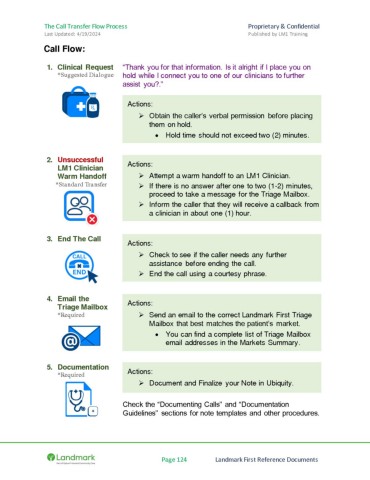 The Call Transfer Flow Process
Proprietary & Confidential
Last Updated: 4/19/2024
Published by LM1 Training
Call Flow:
1. Clinical Request
*Suggested Dialogue
"Thank you for that information. Is it alright if I place you on
hold while I connect you to one of our clinicians to further
assist you?."
Actions:
➢ Obtain the caller's verbal permission before placing
them on hold.
• Hold time should not exceed two (2) minutes.
2. Unsuccessful
LM1 Clinician
Warm Handoff
*Standard Transfer
Actions:
➢ Attempt a warm handoff to an LM1 Clinician.
➢ If there is no answer after one to two (1-2) minutes,
proceed to take a message for the Triage Mailbox.
➢ Inform the caller that they will receive a callback from
a clinician in about one (1) hour.
3. End The Call
CALL
END
Actions:
➢ Check to see if the caller needs any further
assistance before ending the call.
➢ End the call using a courtesy phrase.
4. Email the
Triage Mailbox
*Required
@
Actions:
➢ Send an email to the correct Landmark First Triage
Mailbox that best matches the patient's market.
• You can find a complete list of Triage Mailbox
email addresses in the Markets Summary.
5. Documentation
*Required
Actions:
➢ Document and Finalize your Note in Ubiquity.
Check the "Documenting Calls" and "Documentation
Guidelines" sections for note templates and other procedures.
Landmark
Page 124
Landmark First Reference Documents